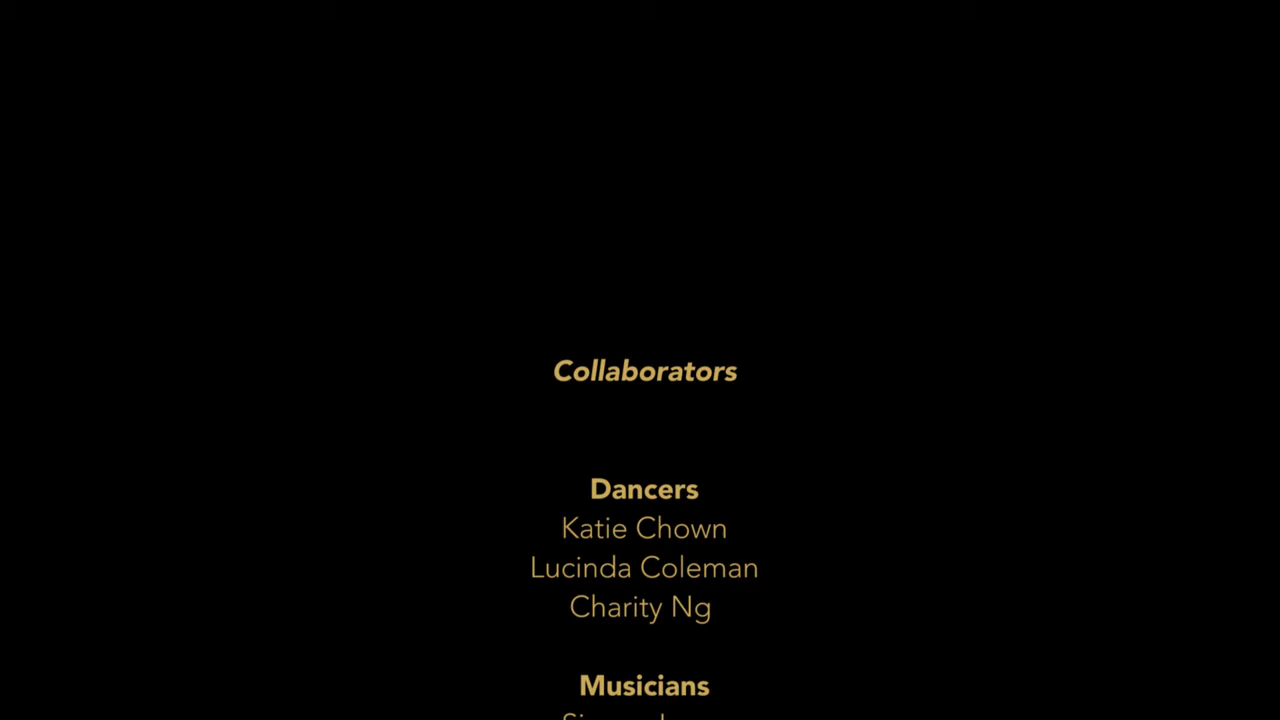 Collaborators
Dancers
Katie Chown
Lucinda Coleman
Charity Ng
Musicians